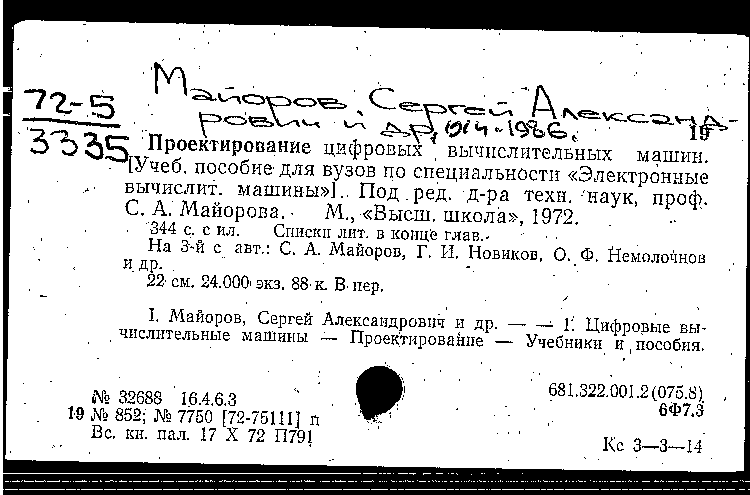 Майоров, Сергей Александ-
рович и др, 1914-1986.
72-5
3335
19
Проектирование цифровых вычислительных машин.
[Учеб. пособие для вузов по специальности «Электронные
вычислит. машины»]. Под ред. д-ра техн. наук, проф.
С. А. Майорова. М., «Высш. школа», 1972.
344 с. с ил. Списки лит. в конце глав.
На 3-й с. авт.: С. А. Майоров, Г. И. Новиков, О. Ф. Немолочнов
и др.
22 см. 24.000 экз. 88 к. В пер.
I. Майоров, Сергей Александрович и др. — — 1. Цифровые вы-
числительные машины — Проектирование — Учебники и пособия.
№ 32688 16.4.6.3
19 № 852; № 7750 [72-75111] п
Вс. кн. пал. 17 X 72 П791
681.322.001.2(075.8)
6Ф7.3
Кс 3—3—14